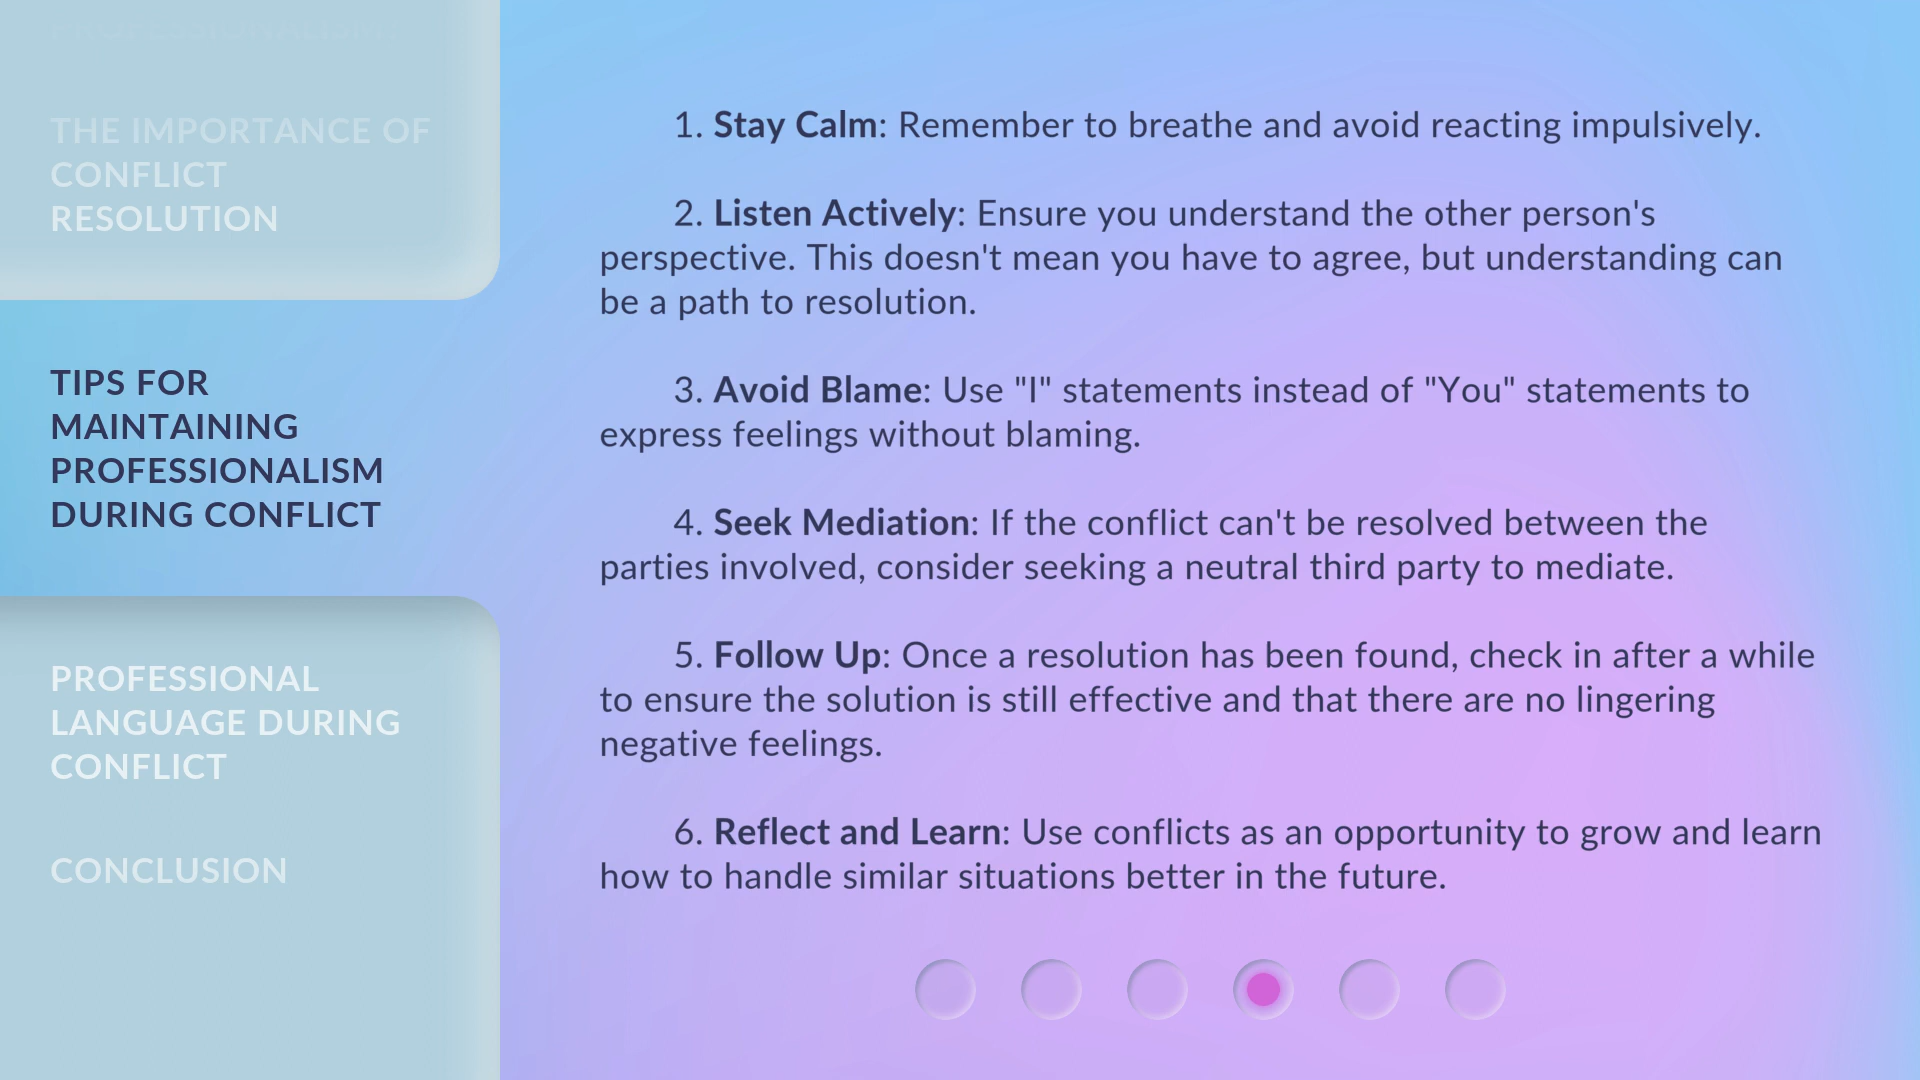 PROFESSIONALISM
THE IMPORTANCE OF
CONFLICT
RESOLUTION
TIPS FOR
MAINTAINING
PROFESSIONALISM
DURING CONFLICT
PROFESSIONAL
LANGUAGE DURING
CONFLICT
CONCLUSION
1. Stay Calm: Remember to breathe and avoid reacting impulsively.
2. Listen Actively: Ensure you understand the other person's
perspective. This doesn't mean you have to agree, but understanding can
be a path to resolution.
3. Avoid Blame: Use "I" statements instead of "You" statements to
express feelings without blaming.
4. Seek Mediation: If the conflict can't be resolved between the
parties involved, consider seeking a neutral third party to mediate.
5. Follow Up: Once a resolution has been found, check in after a while
to ensure the solution is still effective and that there are no lingering
negative feelings.
6. Reflect and Learn: Use conflicts as an opportunity to grow and learn
how to handle similar situations better in the future.